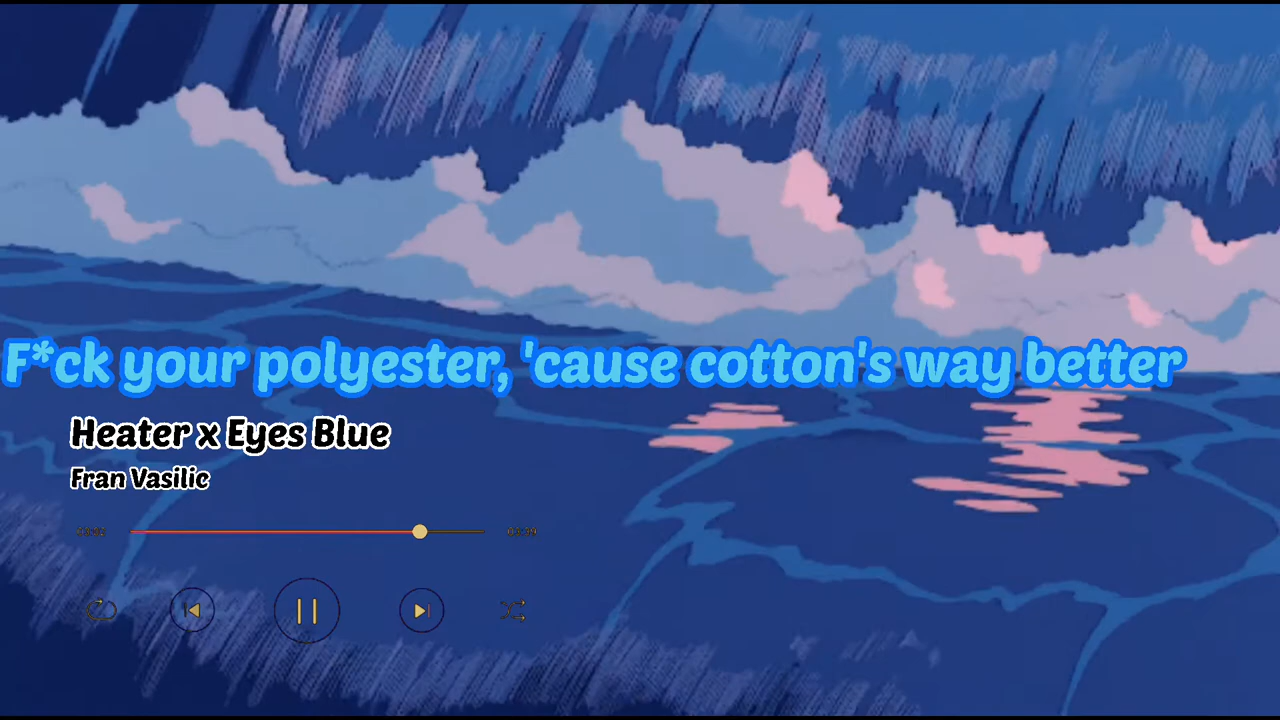 F*ck your polyester, 'cause cotton's way better
Heater x Eyes Blue
Fran Vasilic